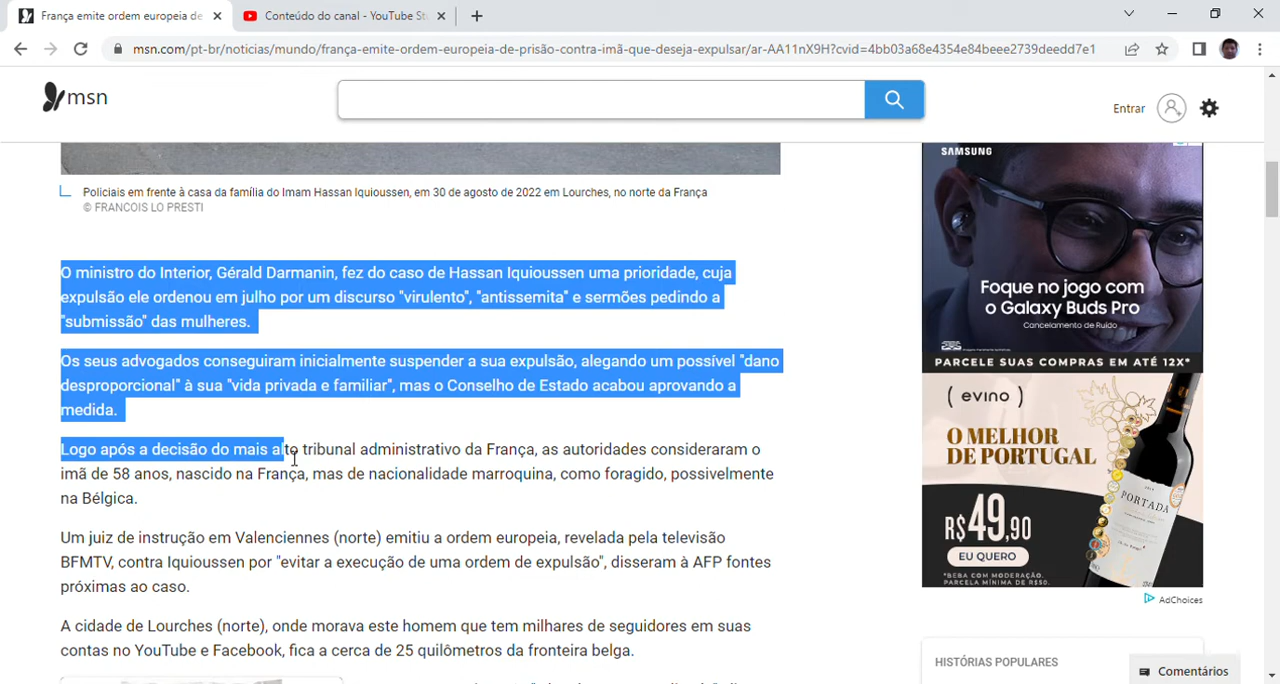 França emite ordem europeia de
Conteúdo do canal - YouTube St
msn.com/pt-br/noticias/mundo/frança-emite-ordem-europeia-de-prisão-contra-imã-que-deseja-expulsar/ar-AA11nX9H?cvid=4bb03a68e4354e84beee2739deedd7e1
msn
Entrar
Policiais em frente à casa da família do Imam Hassan Iquioussen, em 30 de agosto de 2022 em Lourches, no norte da França
© FRANCOIS LO PRESTI
O ministro do Interior, Gérald Darmanin, fez do caso de Hassan Iquioussen uma prioridade, cuja
expulsão ele ordenou em julho por um discurso "virulento", "antissemita" e sermões pedindo a
"submissão" das mulheres.
Os seus advogados conseguiram inicialmente suspender a sua expulsão, alegando um possível "dano
desproporcional" à sua "vida privada e familiar", mas o Conselho de Estado acabou aprovando a
medida.
Logo após a decisão do mais alto tribunal administrativo da França, as autoridades consideraram o
imã de 58 anos, nascido na França, mas de nacionalidade marroquina, como foragido, possivelmente
na Bélgica.
Um juiz de instrução em Valenciennes (norte) emitiu a ordem europeia, revelada pela televisão
BFMTV, contra Iquioussen por "evitar a execução de uma ordem de expulsão", disseram à AFP fontes
próximas ao caso.
A cidade de Lourches (norte), onde morava este homem que tem milhares de seguidores em suas
contas no YouTube e Facebook, fica a cerca de 25 quilômetros da fronteira belga.
SAMSUNG
Foque no jogo com
o Galaxy Buds Pro
Cancelamento de Ruído
PARCELE SUAS COMPRAS EM ATÉ 12X*
( evino )
O MELHOR
DE PORTUGAL
PORTADA
R$49,90
EU QUERO
*BEBA COM MODERAÇÃO.
PARCELA MÍNIMA DE R$50.
AdChoices
HISTÓRIAS POPULARES
Comentários